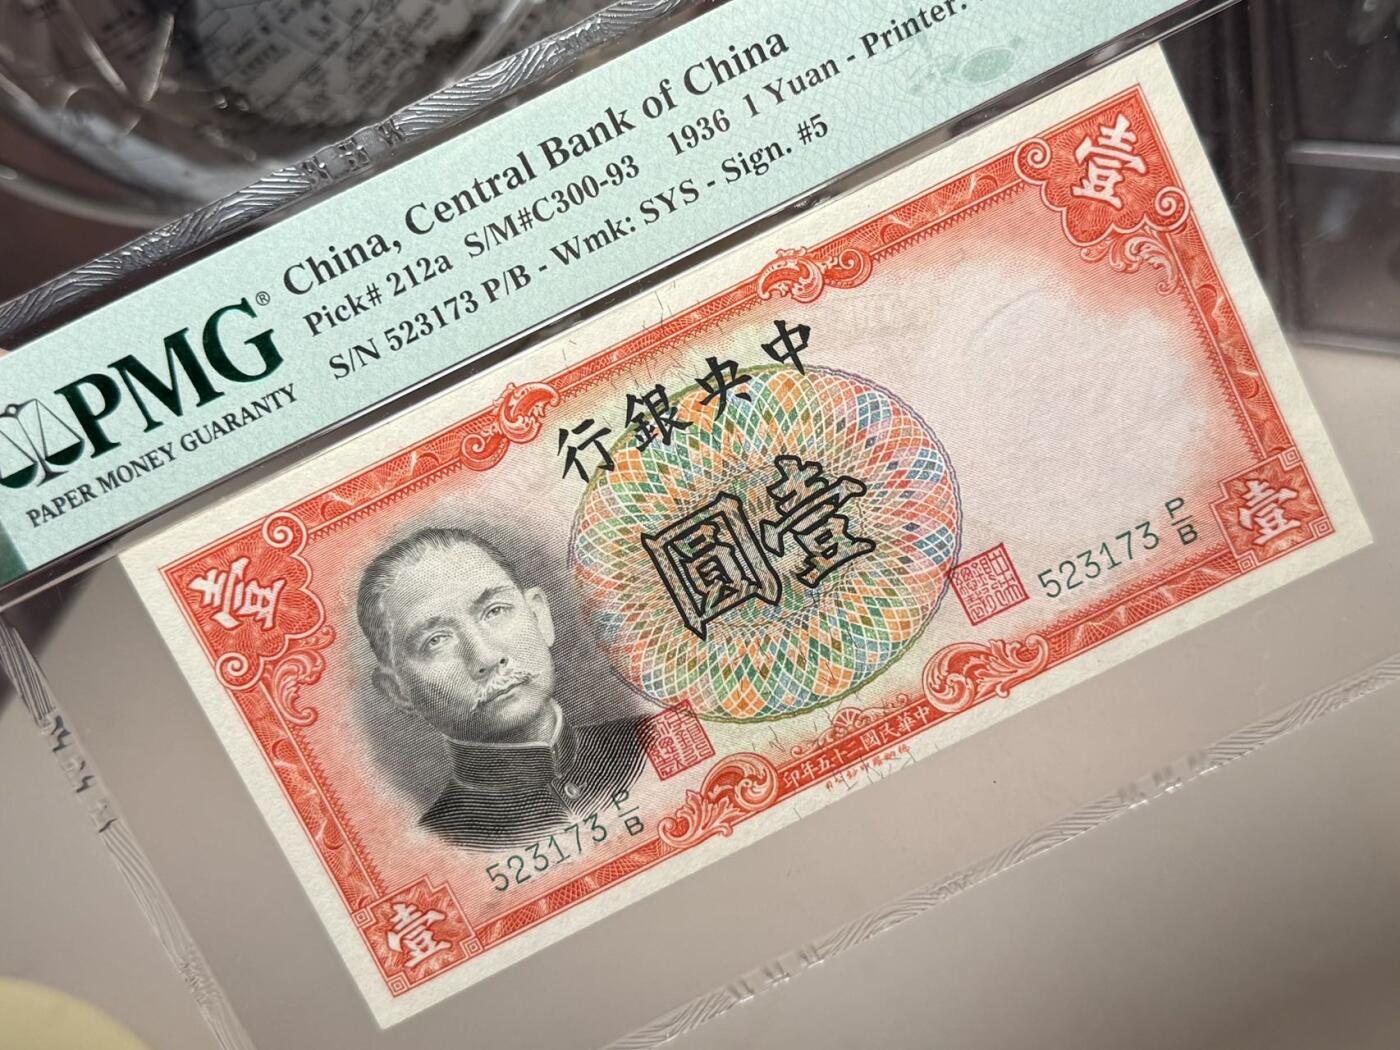 China, Central Bank of China
Pick# 212a S/M#C300-93 1936 1 Yuan - Printer:
S/N 523173 P/B - Wmk: SYS - Sign. #5
PMG®
PAPER MONEY GUARANTY
壹
壹
中央銀行
壹圓
523173 P/B
523173 P/B
中華民國二十五年印
壹
壹